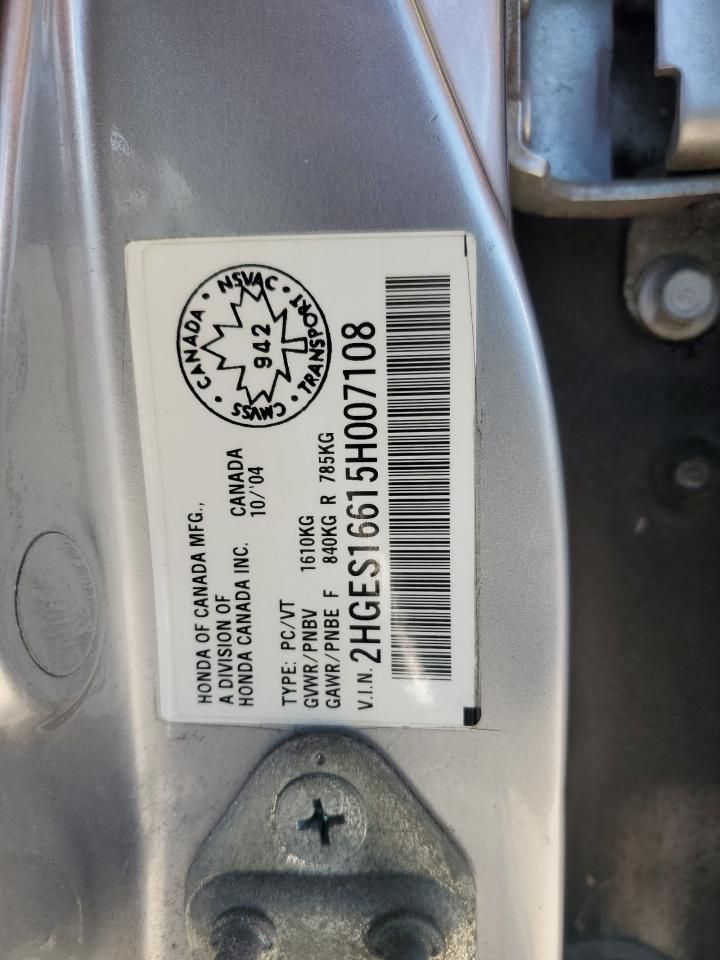 HONDA OF CANADA MFG.,
A DIVISION OF
HONDA CANADA INC. CANADA
10/'04
TYPE: PC/VT
GVWR/PNBV 1610KG
GAWR/PNBE F 840KG R 785KG
V.I.N. 2HGES16615H007108
CANADA · NSVAC · TRANSPORT · CMVSS ·
942